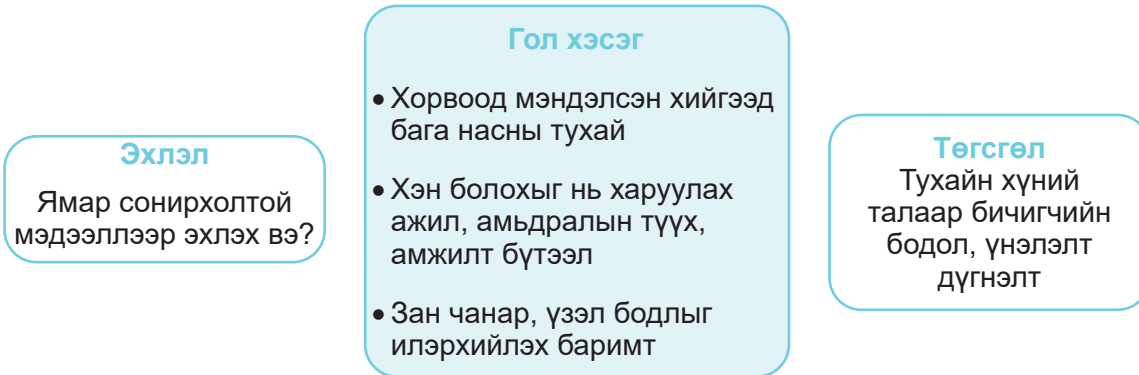 Эхлэл
Ямар сонирхолтой
мэдээллээр эхлэх вэ?
Гол хэсэг
• Хорвоод мэндэлсэн хийгээд
бага насны тухай
• Хэн болохыг нь харуулах
ажил, амьдралын түүх,
амжилт бүтээл
• Зан чанар, үзэл бодлыг
илэрхийлэх баримт
Төгсгөл
Тухайн хүний
талаар бичигчийн
бодол, үнэлэлт
дүгнэлт